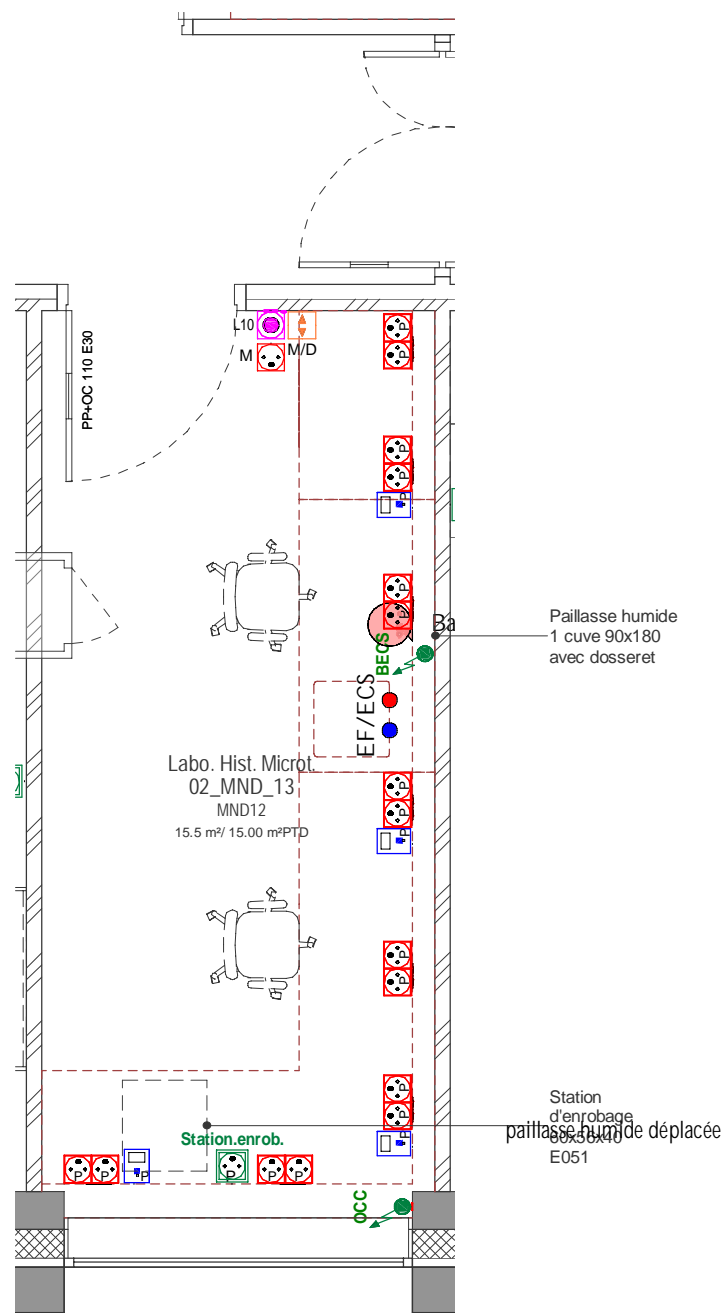 L10
M/D
M
PP+OC 110 E30
P
P
P
P
P
P
P
Ba
Paillasse humide
1 cuve 90x180
avec dosseret
BECS
EF/ECS
Labo. Hist. Microt.
02_MND_13
MND12
15.5 m²/ 15.00 m²PTD
P
P
P
P
P
P
P
P
Station
d'enrobage
60x56x40
E051
paillasse humide déplacée
Station.enrob.
P
P
P
P
P
P
OCC